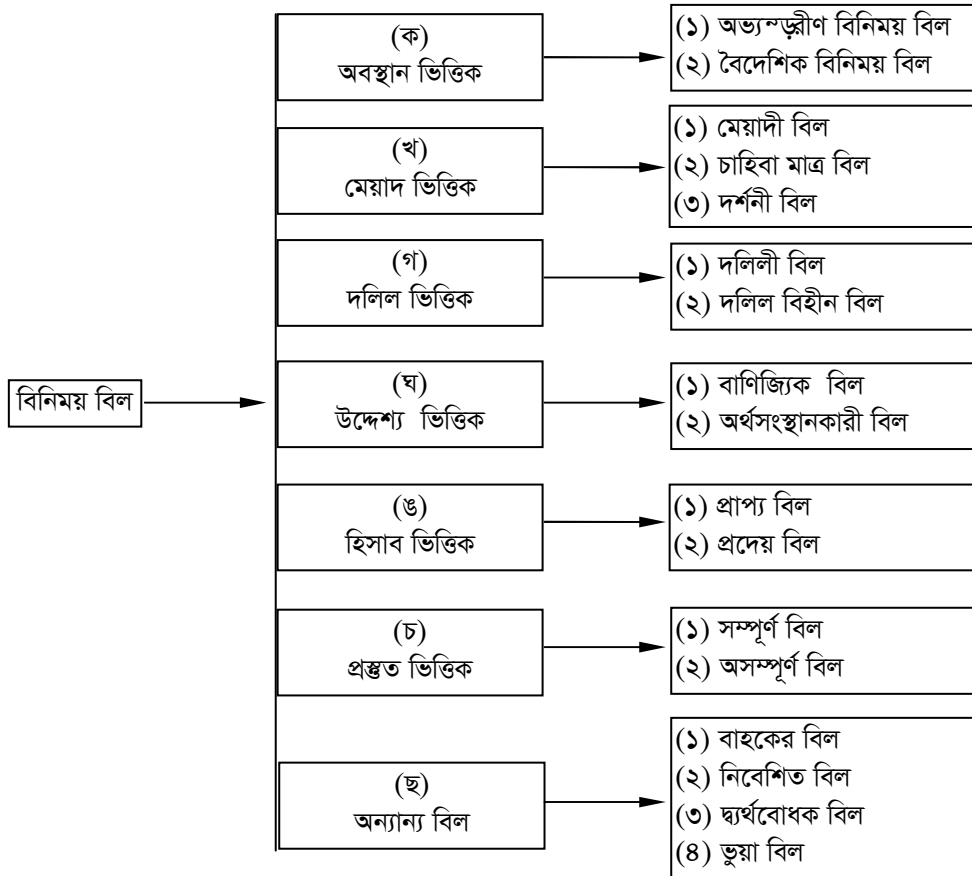 বিনিময় বিল
(ক)
অবস্থান ভিত্তিক
(১) অভ্যন্ড়রীণ বিনিময় বিল
(২) বৈদেশিক বিনিময় বিল
(খ)
মেয়াদ ভিত্তিক
(১) মেয়াদী বিল
(২) চাহিবা মাত্র বিল
(৩) দর্শনী বিল
(গ)
দলিল ভিত্তিক
(১) দলিলী বিল
(২) দলিল বিহীন বিল
(ঘ)
উদ্দেশ্য ভিত্তিক
(১) বাণিজ্যিক বিল
(২) অর্থসংস্থানকারী বিল
(ঙ)
হিসাব ভিত্তিক
(১) প্রাপ্য বিল
(২) প্রদেয় বিল
(চ)
প্রস্তুত ভিত্তিক
(১) সম্পূর্ণ বিল
(২) অসম্পূর্ণ বিল
(ছ)
অন্যান্য বিল
(১) বাহকের বিল
(২) নিবেশিত বিল
(৩) দ্ব্যর্থবোধক বিল
(৪) ভুয়া বিল